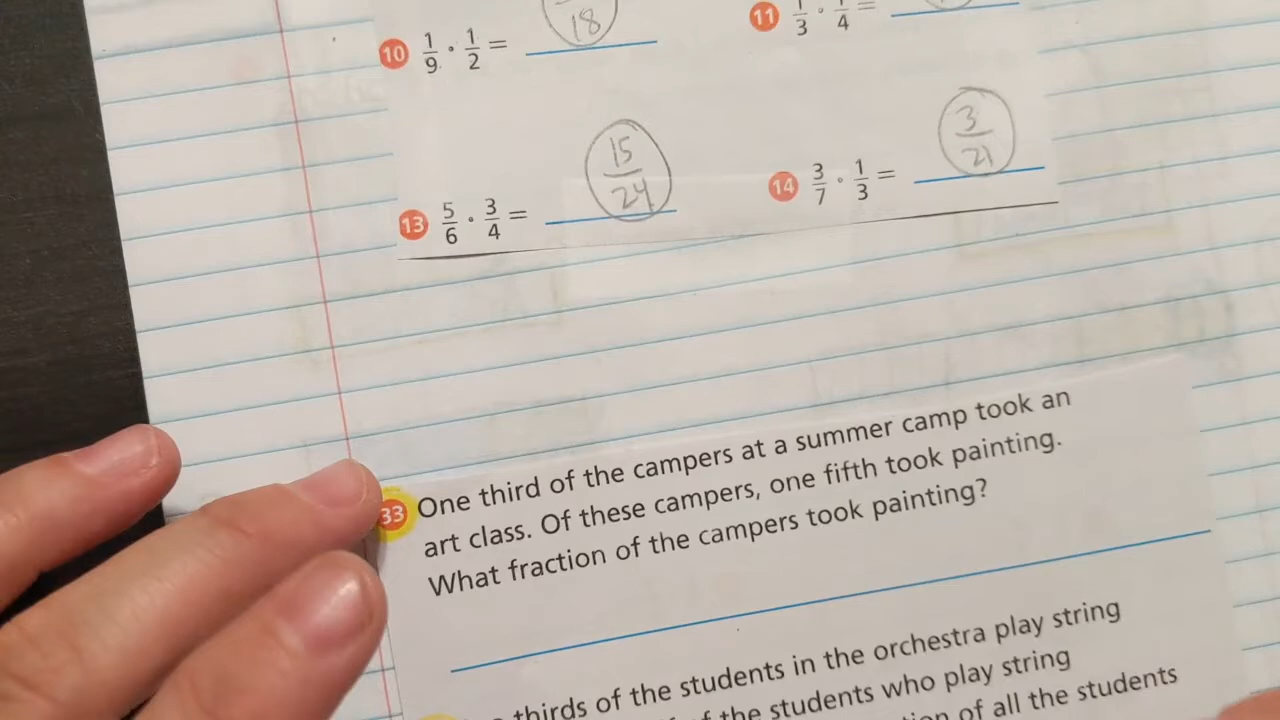 18
10 1/9 · 1/2 =
11 1/3 · 1/4 =
15/24
3/21
13 5/6 · 3/4 =
14 3/7 · 1/3 =
33 One third of the campers at a summer camp took an
art class. Of these campers, one fifth took painting.
What fraction of the campers took painting?
thirds of the students in the orchestra play string
of the students who play string
of all the students